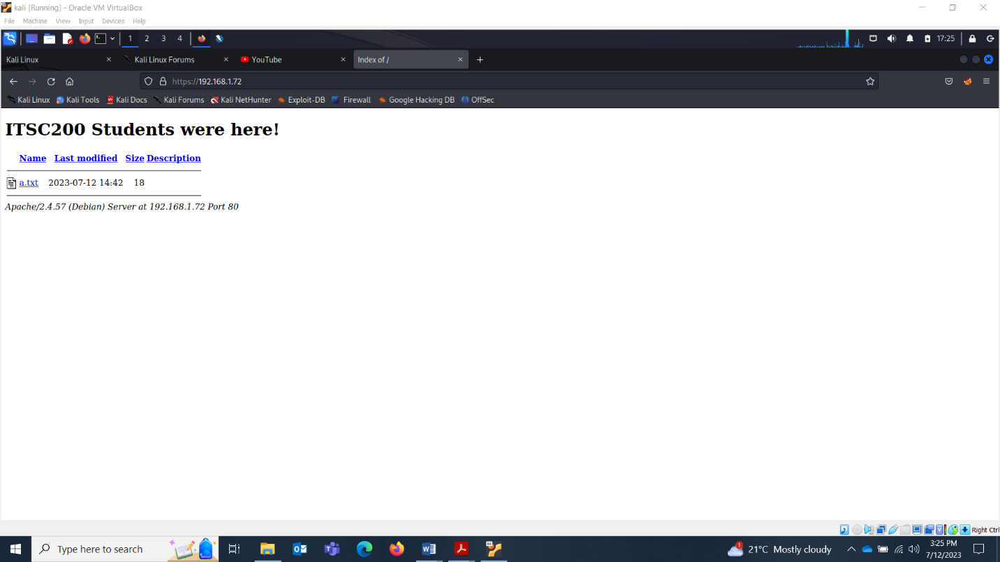 kali [Running] - Oracle VM VirtualBox
File Machine View Input Devices Help
1 2 3 4 17:25
Kali Linux Kali Linux Forums YouTube Index of /
https://192.168.1.72
Kali Linux Kali Tools Kali Docs Kali Forums Kali NetHunter Exploit-DB Firewall Google Hacking DB OffSec
ITSC200 Students were here!
Name Last modified Size Description
a.txt 2023-07-12 14:42 18
Apache/2.4.57 (Debian) Server at 192.168.1.72 Port 80
Right Ctrl
Type here to search 1 21°C Mostly cloudy 3:25 PM
7/12/2023